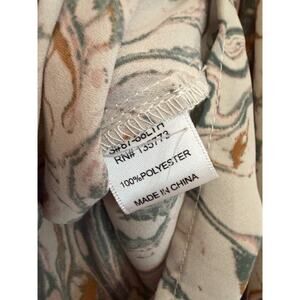 RN# 135773
100%POLYESTER
MADE IN CHINA